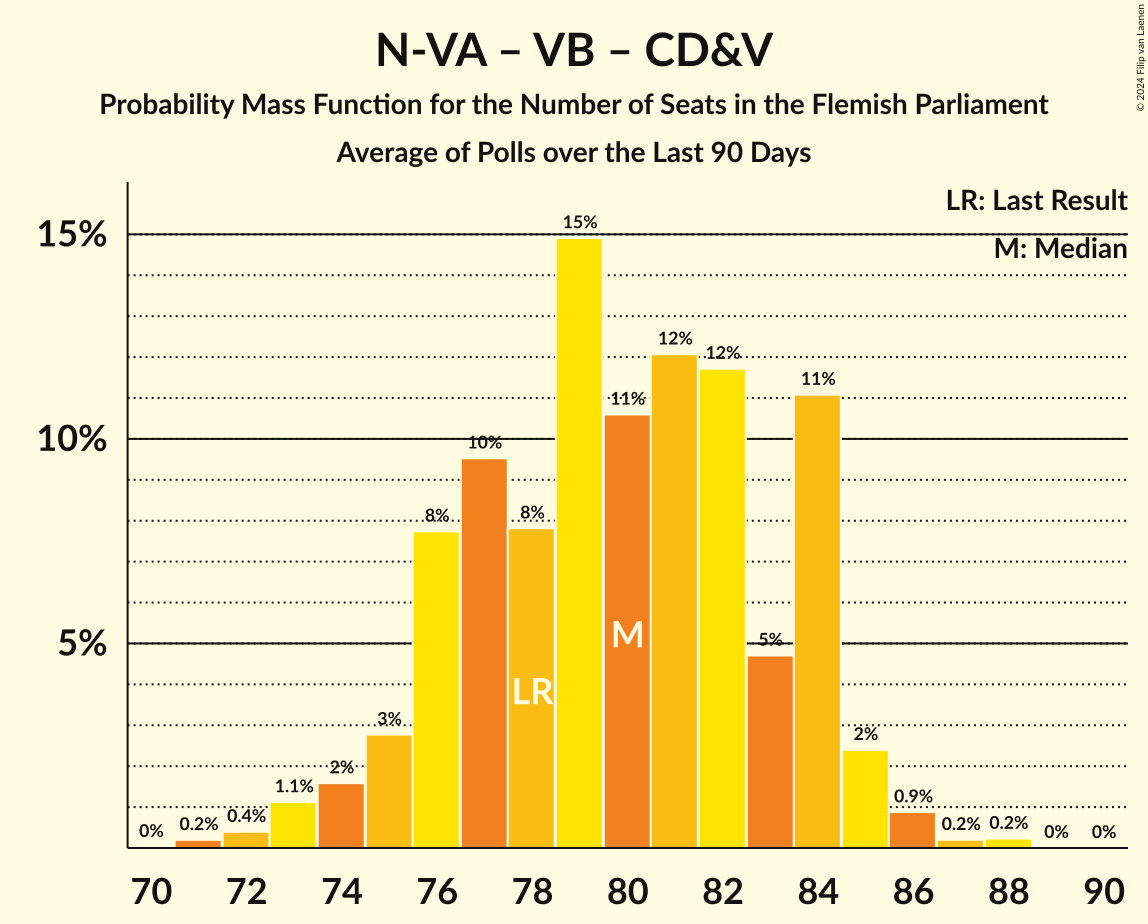 N-VA – VB – CD&V
Probability Mass Function for the Number of Seats in the Flemish Parliament
Average of Polls over the Last 90 Days
© 2024 Filip van Laenen
LR: Last Result
M: Median
15%
10%
5%
0%
0.2%
0.4%
1.1%
2%
3%
8%
10%
8%
15%
11%
12%
12%
5%
11%
2%
0.9%
0.2%
0.2%
0%
0%
LR
M
70 72 74 76 78 80 82 84 86 88 90